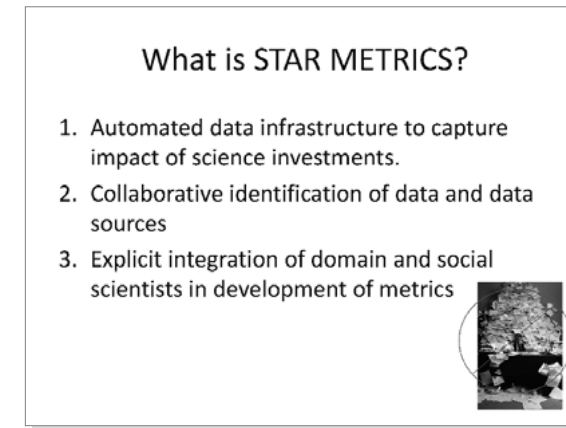 What is STAR METRICS?
1. Automated data infrastructure to capture
impact of science investments.
2. Collaborative identification of data and data
sources
3. Explicit integration of domain and social
scientists in development of metrics